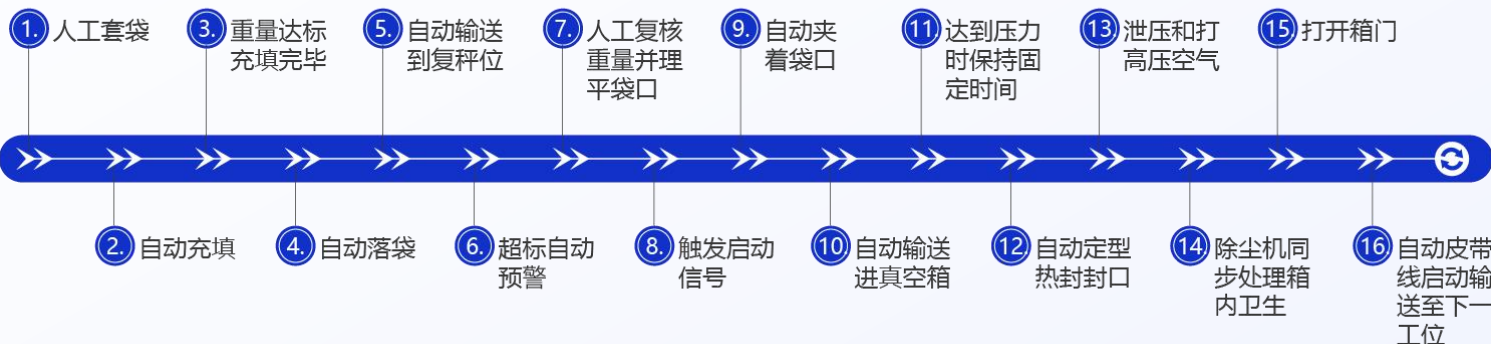 1. 人工套袋
2. 自动充填
3. 重量达标
充填完毕
4. 自动落袋
5. 自动输送
到复秤位
6. 超标自动
预警
7. 人工复核
重量并理
平袋口
8. 触发启动
信号
9. 自动夹
着袋口
10 自动输送
进真空箱
11 达到压力
时保持固
定时间
12 自动定型
热封封口
13 泄压和打
高压空气
14 除尘机同
步处理箱
内卫生
15. 打开箱门
16 自动皮带
线启动输
送至下一
工位